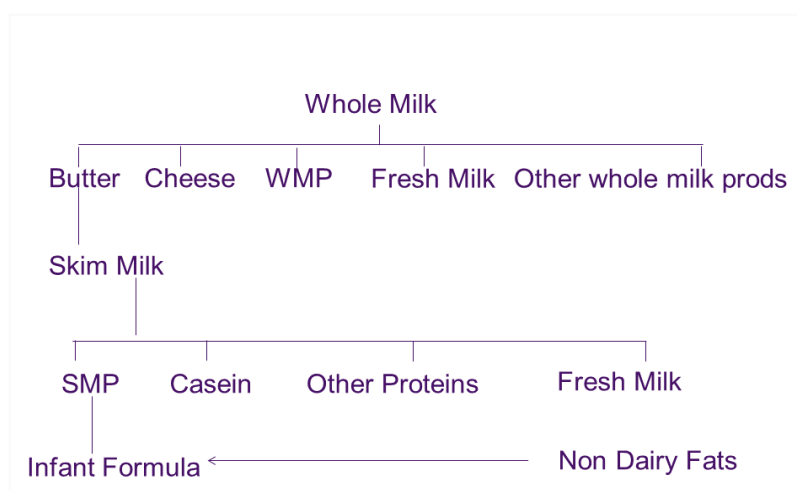 Whole Milk
Butter Cheese WMP Fresh Milk Other whole milk prods
Skim Milk
SMP Casein Other Proteins Fresh Milk
Infant Formula Non Dairy Fats